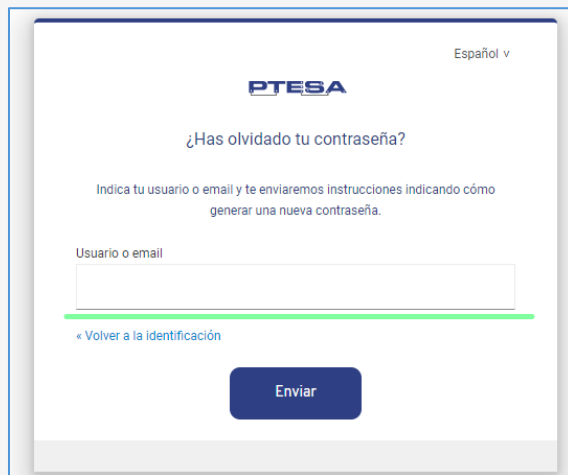 Español v
PTESA
¿Has olvidado tu contraseña?
Indica tu usuario o email y te enviaremos instrucciones indicando cómo
generar una nueva contraseña.
Usuario o email
« Volver a la identificación
Enviar